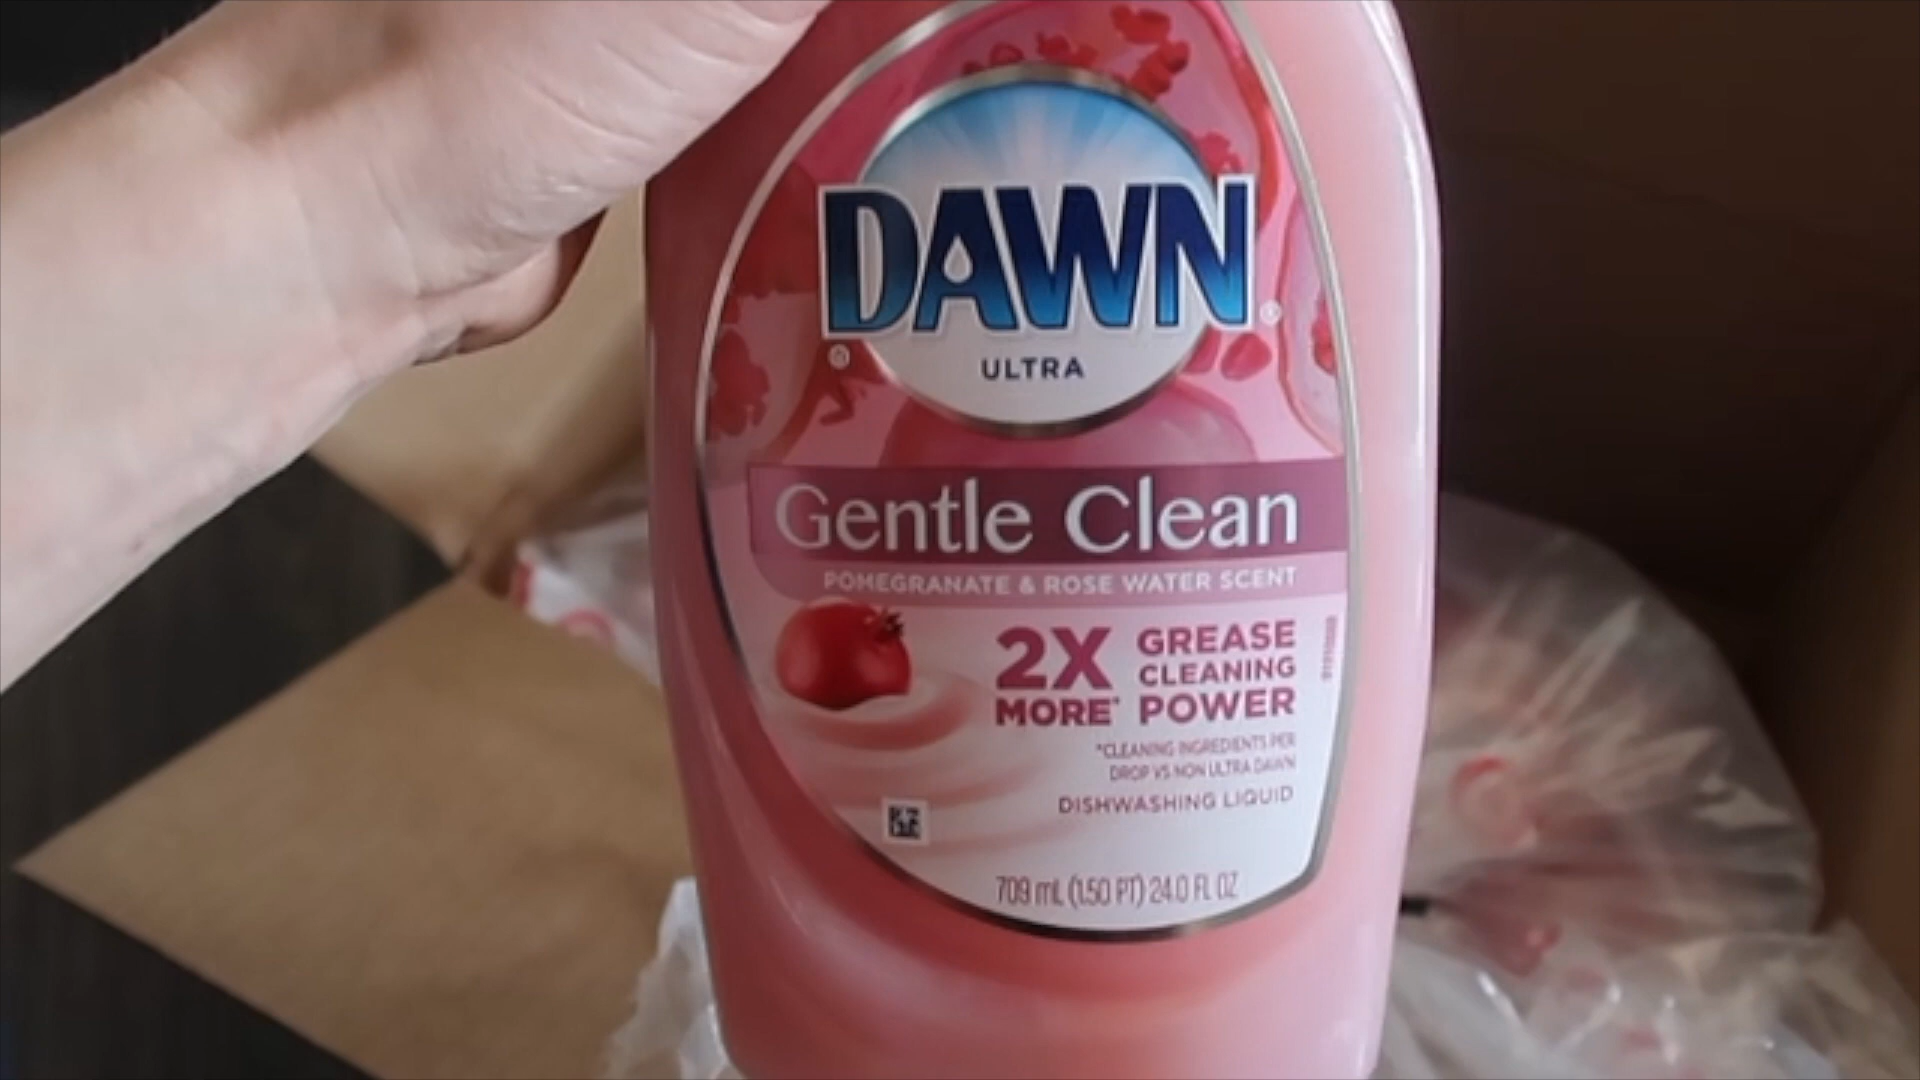 DAWN
ULTRA
Gentle Clean
POMEGRANATE & ROSE WATER SCENT
2X MORE* GREASE CLEANING POWER
*CLEANING INGREDIENTS PER
DROP VS NON ULTRA DAWN
DISHWASHING LIQUID
709 mL (1.50 PT) 24.0 FL OZ